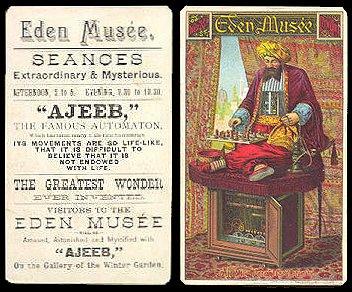 Eden Musée.
SEANCES
Extraordinary & Mysterious.
AFTERNOON, 2 to 5. EVENING, 7.30 to 10.30.
"AJEEB,"
THE FAMOUS AUTOMATON.
ITS MOVEMENTS ARE SO LIFE-LIKE,
THAT IT IS DIFFICULT TO
BELIEVE THAT IT IS
NOT ENDOWED
WITH LIFE.
THE GREATEST WONDER
EVER INVENTED.
VISITORS TO THE
EDEN MUSÉE
WILL BE
Amused, Astonished and Mystified with
"AJEEB,"
On the Gallery of the Winter Garden.
Eden Musée